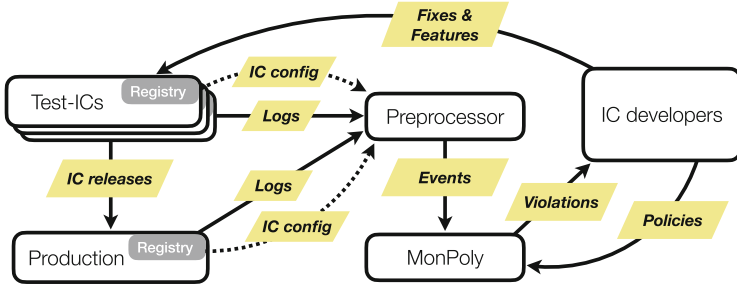 Fixes &
Features
IC config
Registry
Test-ICs
Logs
Preprocessor
IC developers
IC releases
Logs
Events
Violations
Policies
IC config
Registry
Production
MonPoly